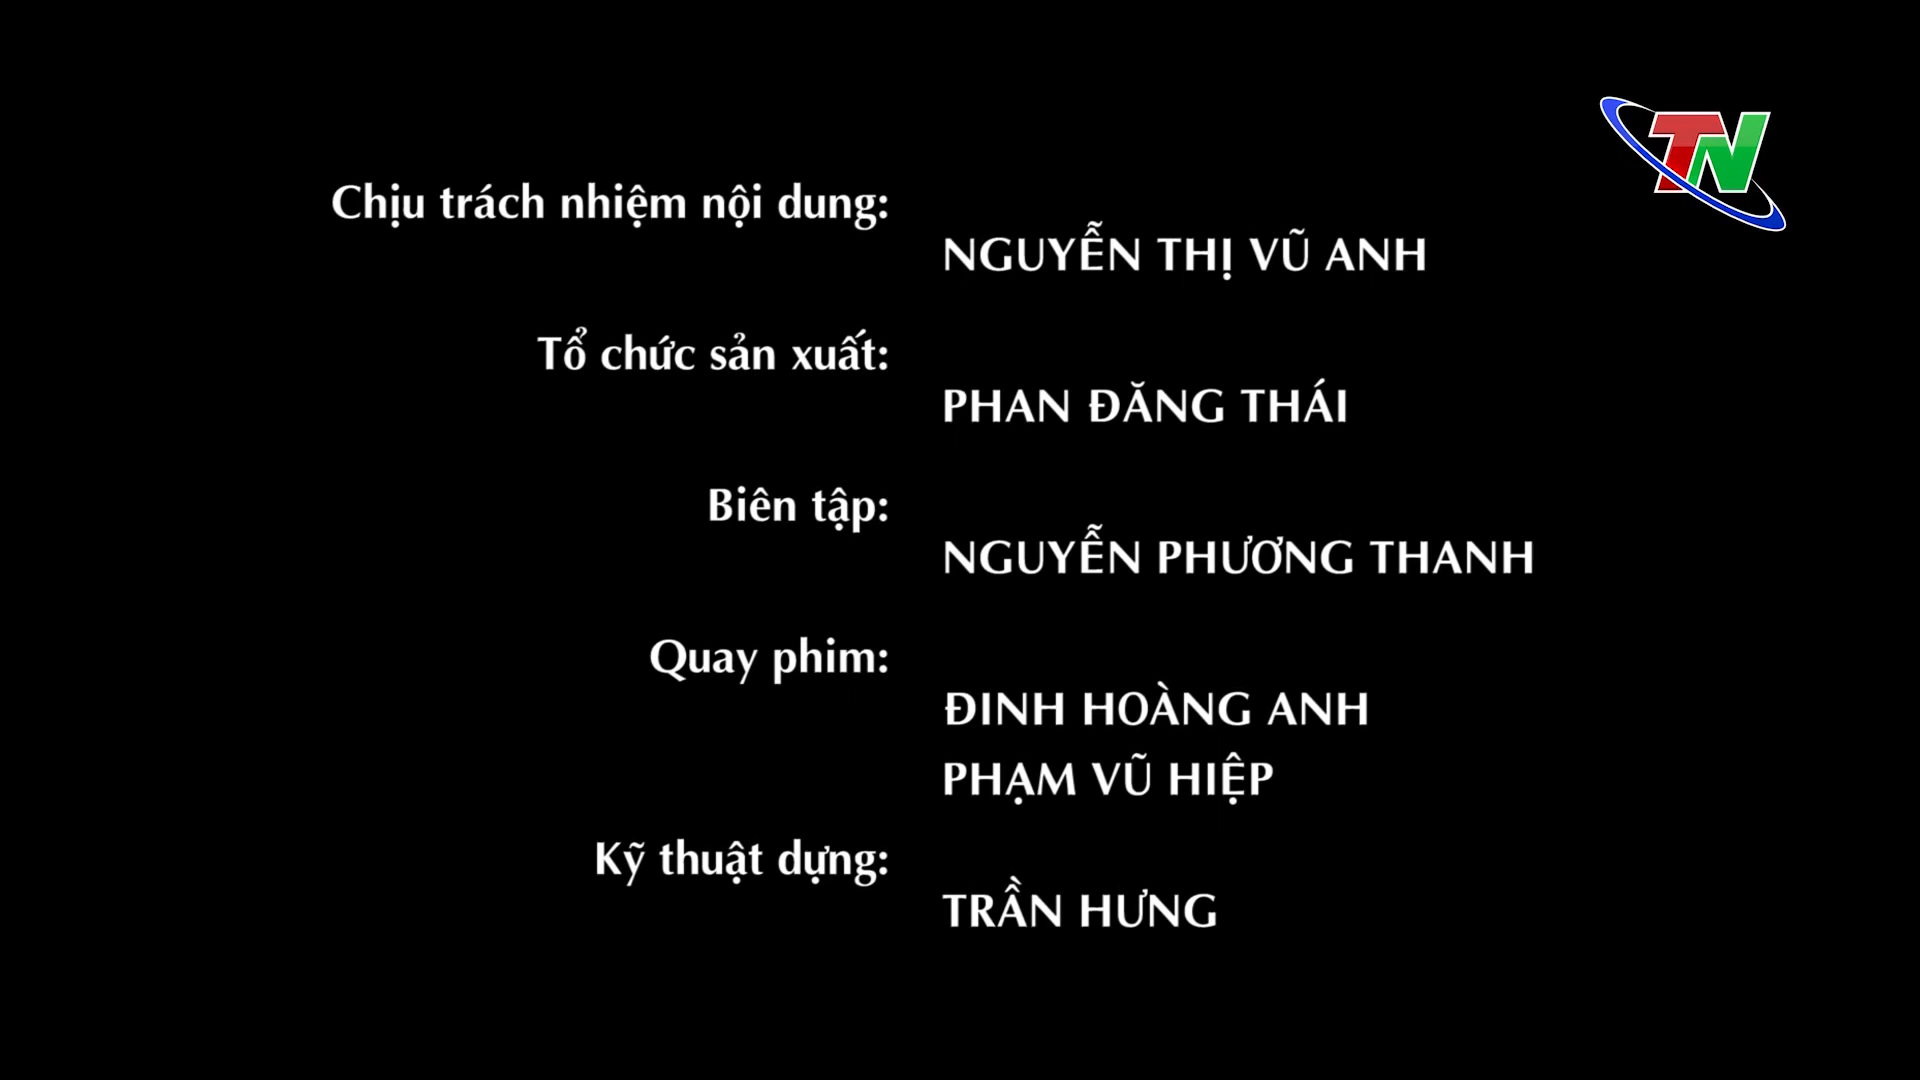 TN
Chịu trách nhiệm nội dung:
NGUYỄN THỊ VŨ ANH
Tổ chức sản xuất:
PHAN ĐĂNG THÁI
Biên tập:
NGUYỄN PHƯƠNG THANH
Quay phim:
ĐINH HOÀNG ANH
PHẠM VŨ HIỆP
Kỹ thuật dựng:
TRẦN HƯNG